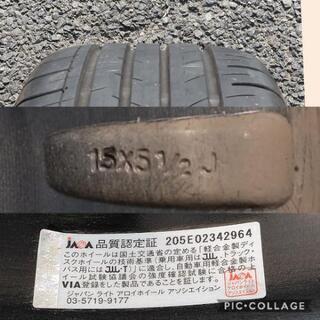 15X5½J
JAWA 品質認定証 205E02342964
このホイールは国土交通省の定める「軽合金製ディ
スクホイールの技術基準(乗用車用はJWL・トラック・
バス用にはJWL・T)」に適合し、自動車用軽合金製ホイ
ール試験協議会の強度確認試験に合格の上
VIA登録をした製品であることを証明します。
ジャパン ライト アロイホイール アソシエイション
03-5719-9177
PIC•COLLAGE